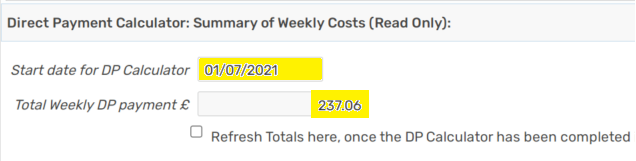 Direct Payment Calculator: Summary of Weekly Costs (Read Only):
Start date for DP Calculator 01/07/2021
Total Weekly DP payment £ 237.06
Refresh Totals here, once the DP Calculator has been completed